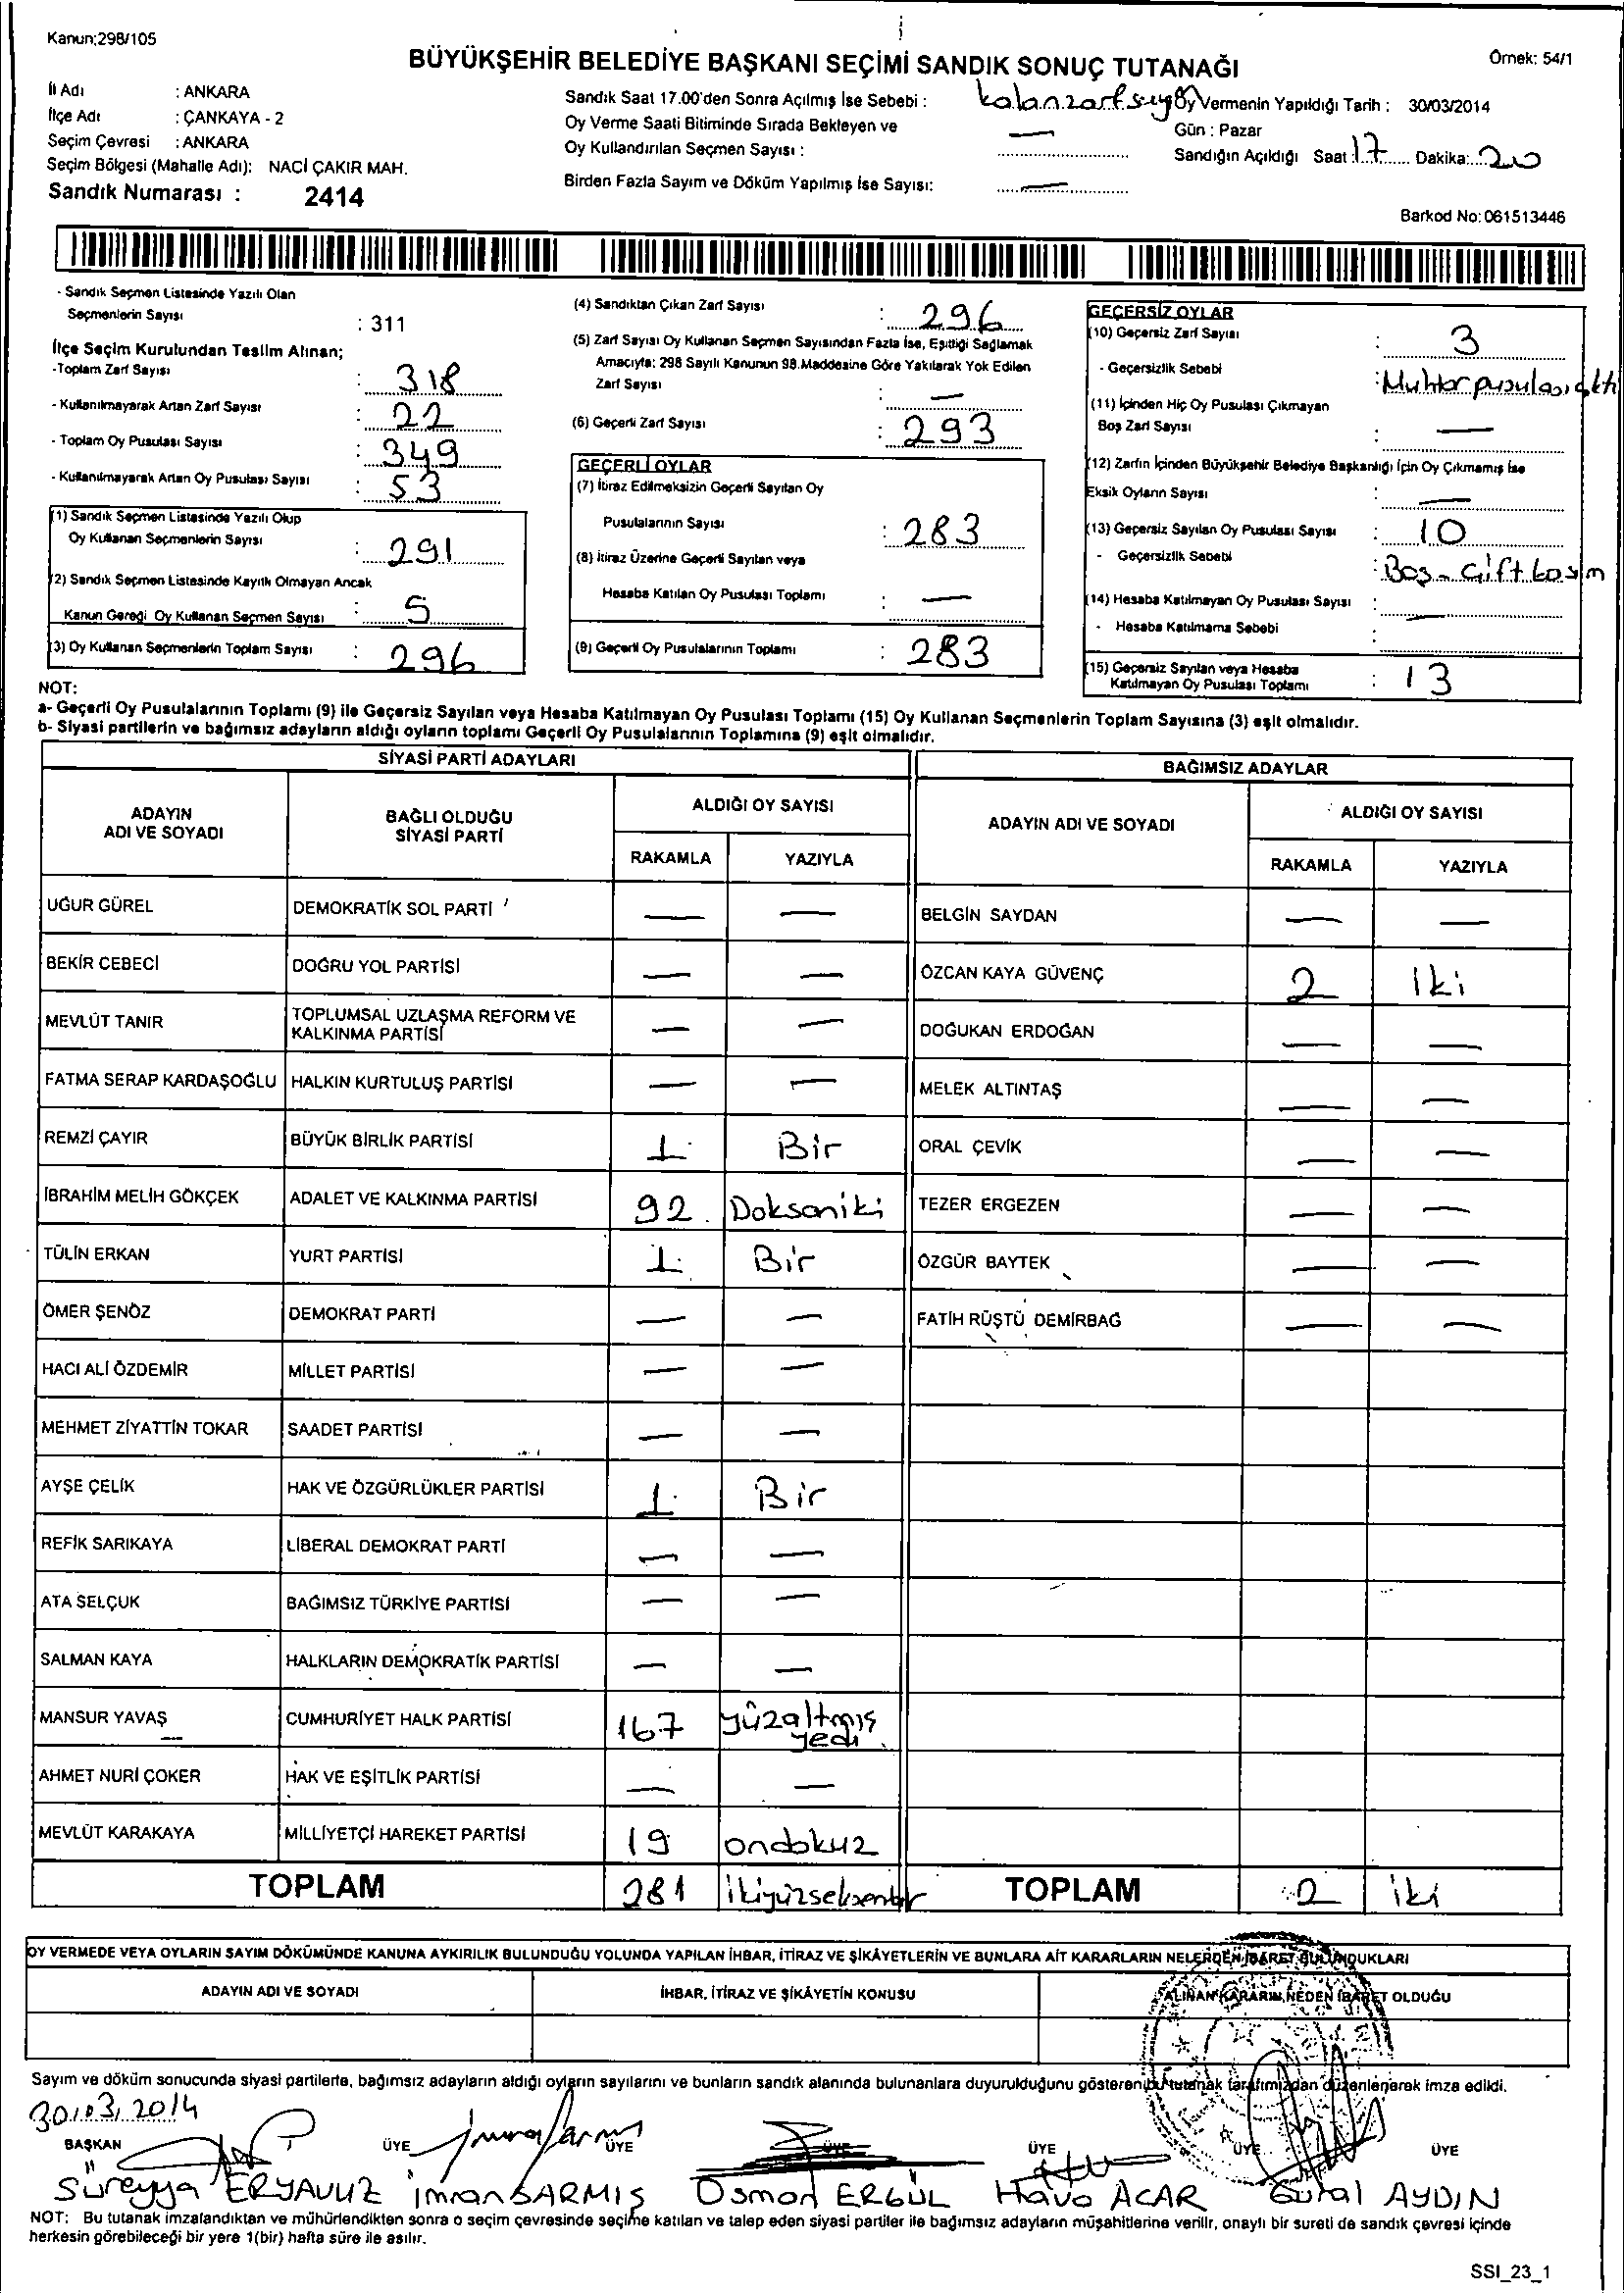 Kanun;298/105
BÜYÜKŞEHİR BELEDİYE BAŞKANI SEÇİMİ SANDIK SONUÇ TUTANAĞI
Örnek: 54/1
İl Adı : ANKARA
İlçe Adı : ÇANKAYA - 2
Seçim Çevresi : ANKARA
Seçim Bölgesi (Mahalle Adı): NACİ ÇAKIR MAH.
Sandık Numarası : 2414
Sandık Saat 17.00'den Sonra Açılmış İse Sebebi : kalan zarf sayı
Oy Verme Saati Bitiminde Sırada Bekleyen ve
Oy Kullandırılan Seçmen Sayısı : —
Birden Fazla Sayım ve Döküm Yapılmış İse Sayısı: —
Oy Vermenin Yapıldığı Tarih : 30/03/2014
Gün : Pazar
Sandığın Açıldığı Saat : 17 Dakika: 20
Barkod No: 061513446
- Sandık Seçmen Listesinde Yazılı Olan
Seçmenlerin Sayısı : 311
İlçe Seçim Kurulundan Teslim Alınan;
-Toplam Zarf Sayısı : 318
- Kullanılmayarak Artan Zarf Sayısı : 22
- Toplam Oy Pusulası Sayısı : 349
- Kullanılmayarak Artan Oy Pusulası Sayısı : 53
(1) Sandık Seçmen Listesinde Yazılı Olup
Oy Kullanan Seçmenlerin Sayısı : 291
(2) Sandık Seçmen Listesinde Kayıtlı Olmayan Ancak
Kanun Gereği Oy Kullanan Seçmen Sayısı : 5
(3) Oy Kullanan Seçmenlerin Toplam Sayısı : 296
(4) Sandıktan Çıkan Zarf Sayısı : 296
(5) Zarf Sayısı Oy Kullanan Seçmen Sayısından Fazla İse, Eşitliği Sağlamak
Amacıyla: 298 Sayılı Kanunun 98.Maddesine Göre Yakılarak Yok Edilen
Zarf Sayısı : —
(6) Geçerli Zarf Sayısı : 293
GEÇERLİ OYLAR
(7) İtiraz Edilmeksizin Geçerli Sayılan Oy
Pusulalarının Sayısı : 283
(8) İtiraz Üzerine Geçerli Sayılan veya
Hesaba Katılan Oy Pusulası Toplamı : —
(9) Geçerli Oy Pusulalarının Toplamı : 283
GEÇERSİZ OYLAR
(10) Geçersiz Zarf Sayısı : 3
- Geçersizlik Sebebi : Muhtar pusulası çıktı
(11) İçinden Hiç Oy Pusulası Çıkmayan
Boş Zarf Sayısı : —
(12) Zarfın İçinden Büyükşehir Belediye Başkanlığı İçin Oy Çıkmamış İse
Eksik Oyların Sayısı : —
(13) Geçersiz Sayılan Oy Pusulası Sayısı : 10
- Geçersizlik Sebebi : Boş - Çift basım
(14) Hesaba Katılmayan Oy Pusulası Sayısı : —
- Hesaba Katılmama Sebebi :
(15) Geçersiz Sayılan veya Hesaba
Katılmayan Oy Pusulası Toplamı : 13
NOT:
a- Geçerli Oy Pusulalarının Toplamı (9) ile Geçersiz Sayılan veya Hesaba Katılmayan Oy Pusulası Toplamı (15) Oy Kullanan Seçmenlerin Toplam Sayısına (3) eşit olmalıdır.
b- Siyasi partilerin ve bağımsız adayların aldığı oyların toplamı Geçerli Oy Pusulalarının Toplamına (9) eşit olmalıdır.
SİYASİ PARTİ ADAYLARI
ADAYIN ADI VE SOYADI BAĞLI OLDUĞU SİYASİ PARTİ ALDIĞI OY SAYISI
RAKAMLA YAZIYLA
UĞUR GÜREL DEMOKRATİK SOL PARTİ — —
BEKİR CEBECİ DOĞRU YOL PARTİSİ — —
MEVLÜT TANIR TOPLUMSAL UZLAŞMA REFORM VE KALKINMA PARTİSİ — —
FATMA SERAP KARDAŞOĞLU HALKIN KURTULUŞ PARTİSİ — —
REMZİ ÇAYIR BÜYÜK BİRLİK PARTİSİ 1 Bir
İBRAHİM MELİH GÖKÇEK ADALET VE KALKINMA PARTİSİ 92 Doksaniki
TÜLİN ERKAN YURT PARTİSİ 1 Bir
ÖMER ŞENÖZ DEMOKRAT PARTİ — —
HACI ALİ ÖZDEMİR MİLLET PARTİSİ — —
MEHMET ZİYATTİN TOKAR SAADET PARTİSİ — —
AYŞE ÇELİK HAK VE ÖZGÜRLÜKLER PARTİSİ 1 Bir
REFİK SARIKAYA LİBERAL DEMOKRAT PARTİ — —
ATA SELÇUK BAĞIMSIZ TÜRKİYE PARTİSİ — —
SALMAN KAYA HALKLARIN DEMOKRATİK PARTİSİ — —
MANSUR YAVAŞ CUMHURİYET HALK PARTİSİ 167 yüzaltmış yedi
AHMET NURİ ÇOKER HAK VE EŞİTLİK PARTİSİ — —
MEVLÜT KARAKAYA MİLLİYETÇİ HAREKET PARTİSİ 19 ondokuz
TOPLAM 281 ikiyüzseksenbir
BAĞIMSIZ ADAYLAR
ADAYIN ADI VE SOYADI ALDIĞI OY SAYISI
RAKAMLA YAZIYLA
BELGİN SAYDAN — —
ÖZCAN KAYA GÜVENÇ 2 Iki
DOĞUKAN ERDOĞAN — —
MELEK ALTINTAŞ — —
ORAL ÇEVİK — —
TEZER ERGEZEN — —
ÖZGÜR BAYTEK — —
FATİH RÜŞTÜ DEMİRBAĞ — —
TOPLAM 2 iki
OY VERMEDE VEYA OYLARIN SAYIM DÖKÜMÜNDE KANUNA AYKIRILIK BULUNDUĞU YOLUNDA YAPILAN İHBAR, İTİRAZ VE ŞİKÂYETLERİN VE BUNLARA AİT KARARLARIN NELERDEN İBARET BULUNDUKLARI
ADAYIN ADI VE SOYADI İHBAR, İTİRAZ VE ŞİKÂYETİN KONUSU ALINAN KARARIN NEDEN İBARET OLDUĞU
Sayım ve döküm sonucunda siyasi partilerle, bağımsız adayların aldığı oyların sayılarını ve bunların sandık alanında bulunanlara duyurulduğunu gösteren bu tutanak tarafımızdan düzenlenerek imza edildi.
30/03/2014
BAŞKAN ÜYE ÜYE ÜYE ÜYE ÜYE ÜYE
Süreyya ERYAVUZ imran SARMIŞ Osman ERGÜL Hava ACAR Gürel AYDIN
NOT: Bu tutanak imzalandıktan ve mühürlendikten sonra o seçim çevresinde seçime katılan ve talep eden siyasi partiler ile bağımsız adayların müşahitlerine verilir, onaylı bir sureti de sandık çevresi içinde
herkesin görebileceği bir yere 1(bir) hafta süre ile asılır.
SSI_23_1